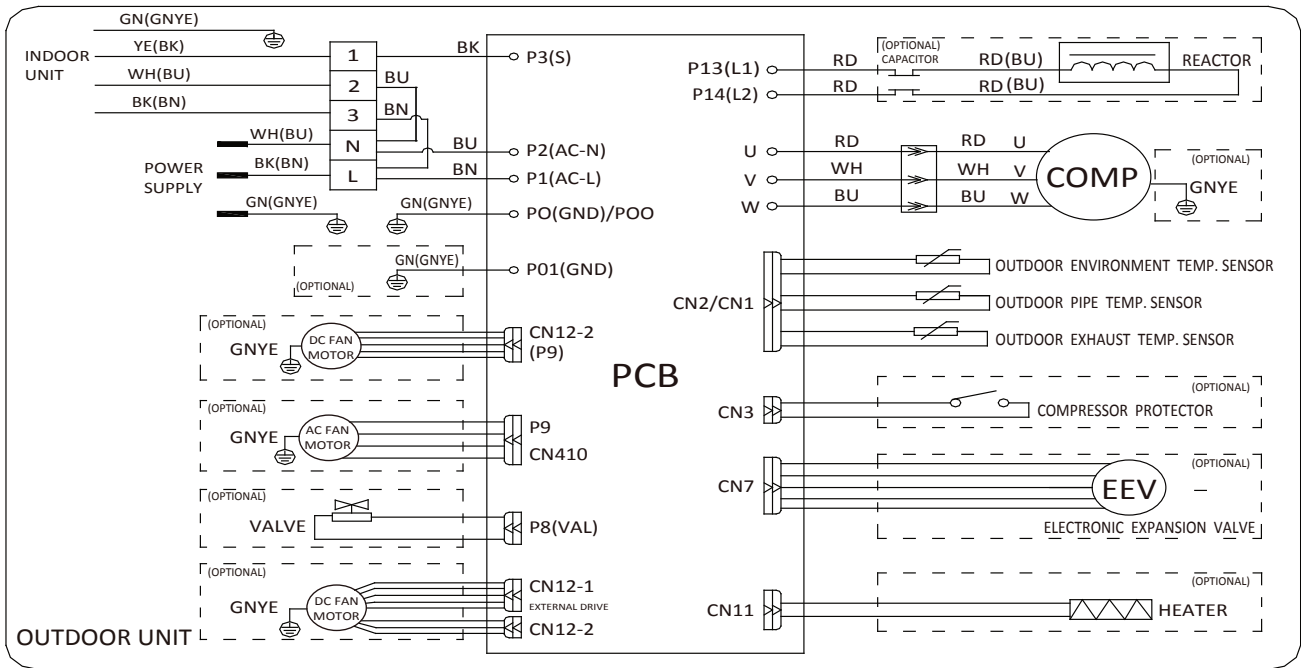 GN(GNYE)
INDOOR
UNIT
YE(BK)
WH(BU)
BK(BN)
1
2
3
N
L
BK
BU
BN
BU
BN
P3(S)
P2(AC-N)
P1(AC-L)
PO(GND)/POO
P01(GND)
POWER
SUPPLY
WH(BU)
BK(BN)
GN(GNYE)
GN(GNYE)
GN(GNYE)
(OPTIONAL)
(OPTIONAL)
GNYE
DC FAN
MOTOR
CN12-2
(P9)
(OPTIONAL)
GNYE
AC FAN
MOTOR
P9
CN410
(OPTIONAL)
VALVE
P8(VAL)
(OPTIONAL)
GNYE
DC FAN
MOTOR
CN12-1
EXTERNAL DRIVE
CN12-2
OUTDOOR UNIT
PCB
P13(L1)
P14(L2)
RD
RD
(OPTIONAL)
CAPACITOR
RD(BU)
RD(BU)
REACTOR
U
V
W
RD
WH
BU
RD
WH
BU
U
V
W
COMP
(OPTIONAL)
GNYE
CN2/CN1
OUTDOOR ENVIRONMENT TEMP. SENSOR
OUTDOOR PIPE TEMP. SENSOR
OUTDOOR EXHAUST TEMP. SENSOR
CN3
(OPTIONAL)
COMPRESSOR PROTECTOR
CN7
(OPTIONAL)
EEV
ELECTRONIC EXPANSION VALVE
CN11
(OPTIONAL)
HEATER